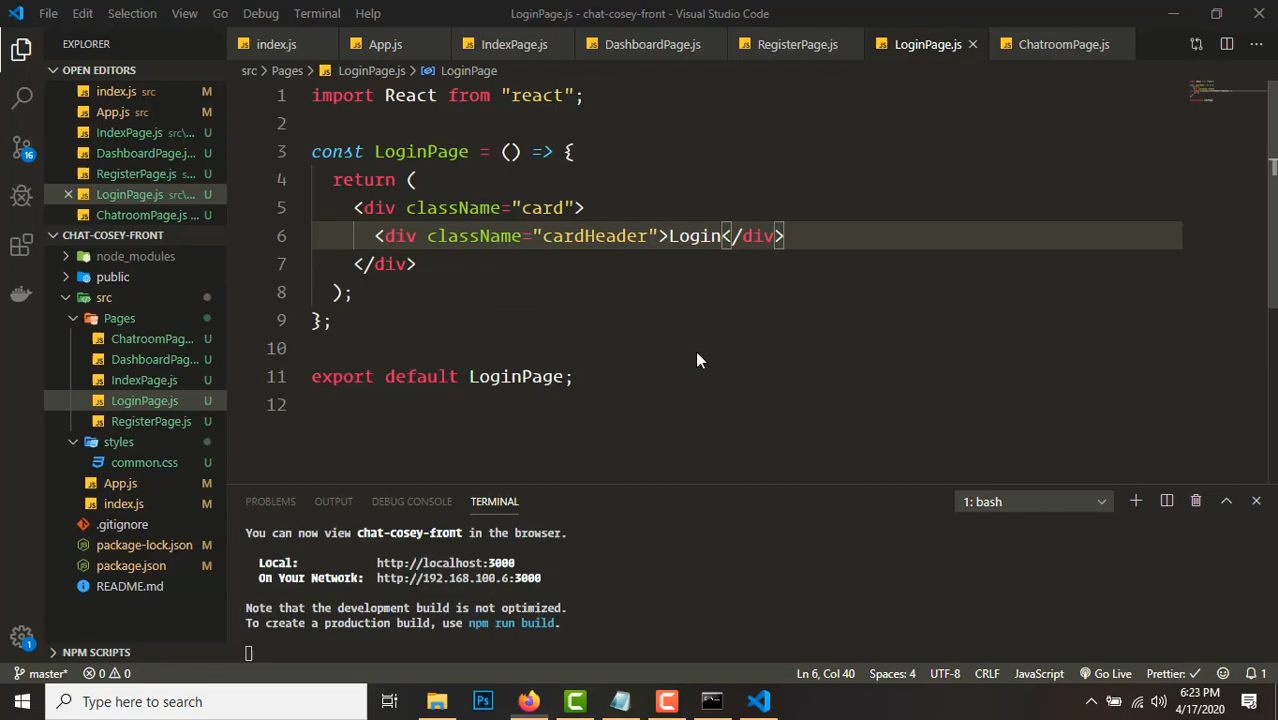 File Edit Selection View Go Debug Terminal Help LoginPage.js - chat-cosey-front - Visual Studio Code
EXPLORER
OPEN EDITORS
index.js src M
App.js src M
IndexPage.js src\... U
DashboardPage.j... U
RegisterPage.js s... U
LoginPage.js src\... U
ChatroomPage.js ... U
CHAT-COSEY-FRONT
node_modules
public
src
Pages
ChatroomPag... U
DashboardPag... U
IndexPage.js U
LoginPage.js U
RegisterPage.js U
styles
common.css U
App.js M
index.js M
.gitignore
package-lock.json M
package.json M
README.md
NPM SCRIPTS
16
1
index.js App.js IndexPage.js DashboardPage.js RegisterPage.js LoginPage.js ChatroomPage.js
src > Pages > LoginPage.js > LoginPage
1 import React from "react";
2
3 const LoginPage = () => {
4 return (
5 <div className="card">
6 <div className="cardHeader">Login</div>
7 </div>
8 );
9 };
10
11 export default LoginPage;
12
PROBLEMS OUTPUT DEBUG CONSOLE TERMINAL 1: bash
You can now view chat-cosey-front in the browser.
Local: http://localhost:3000
On Your Network: http://192.168.100.6:3000
Note that the development build is not optimized.
To create a production build, use npm run build.
master* 0 0 Ln 6, Col 40 Spaces: 4 UTF-8 CRLF JavaScript Go Live Prettier: ✓ 1
Type here to search
Ps
6:23 PM
4/17/2020